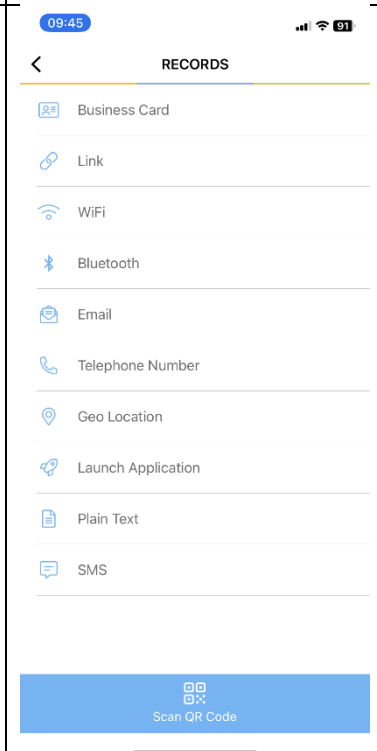 09:45
91
RECORDS
Business Card
Link
WiFi
Bluetooth
Email
Telephone Number
Geo Location
Launch Application
Plain Text
SMS
Scan QR Code